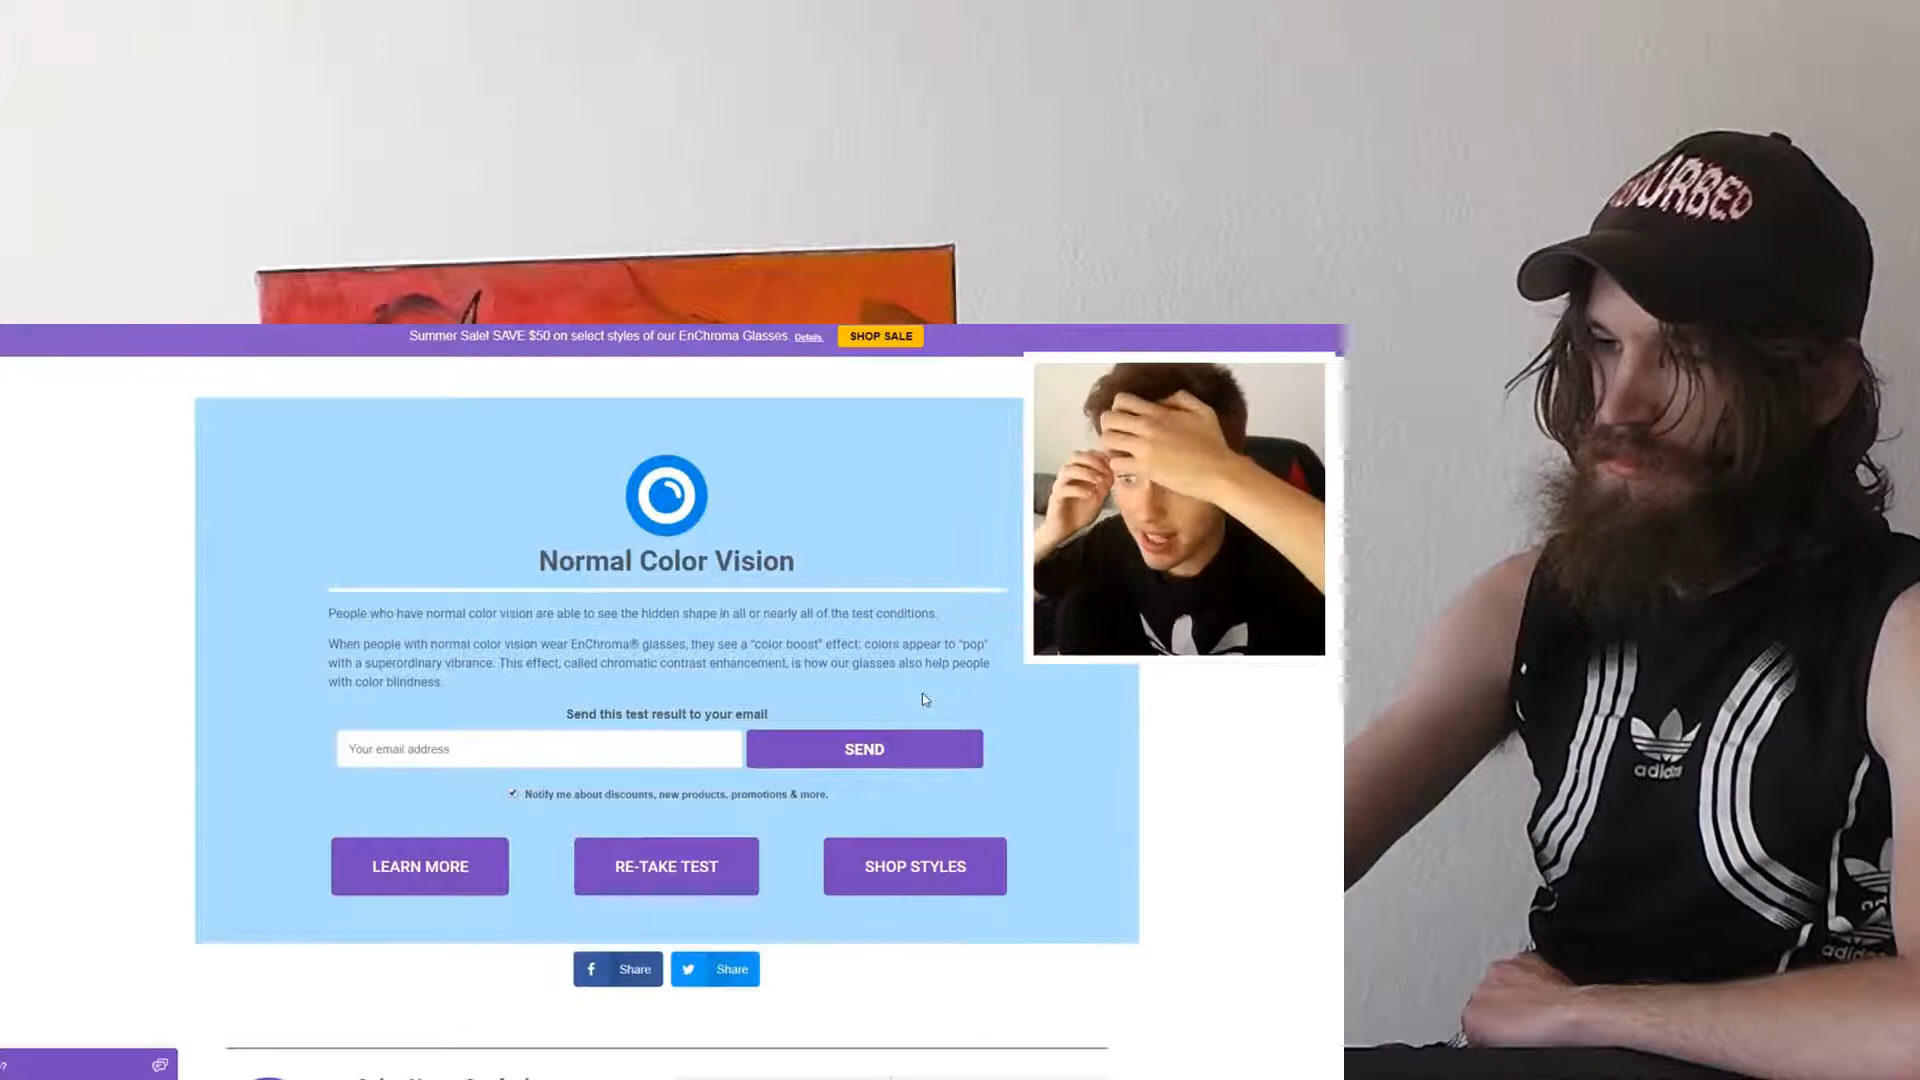 Summer Sale! SAVE $50 on select styles of our EnChroma Glasses. Details. SHOP SALE
Normal Color Vision
People who have normal color vision are able to see the hidden shape in all or nearly all of the test conditions.
When people with normal color vision wear EnChroma® glasses, they see a "color boost" effect: colors appear to "pop"
with a superordinary vibrance. This effect, called chromatic contrast enhancement, is how our glasses also help people
with color blindness.
Send this test result to your email
Your email address
SEND
Notify me about discounts, new products, promotions & more.
LEARN MORE
RE-TAKE TEST
SHOP STYLES
Share
Share
adidas